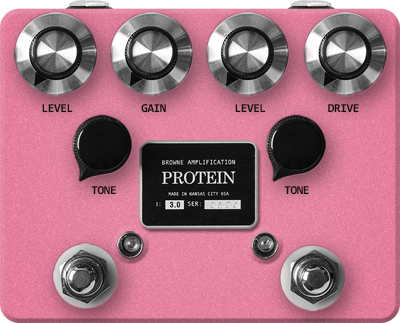 LEVEL GAIN LEVEL DRIVE
TONE TONE
BROWNE AMPLIFICATION
PROTEIN
MADE IN KANSAS CITY USA
3.0 SER: